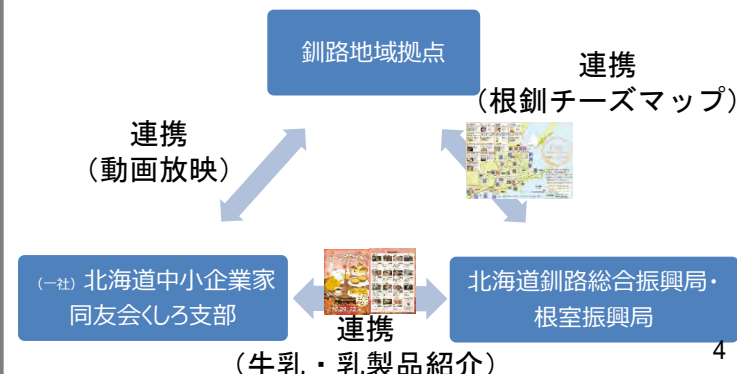 釧路地域拠点
連携
（根釧チーズマップ）
連携
（動画放映）
（一社）北海道中小企業家
同友会くしろ支部
北海道釧路総合振興局・
根室振興局
連携
（牛乳・乳製品紹介）
4